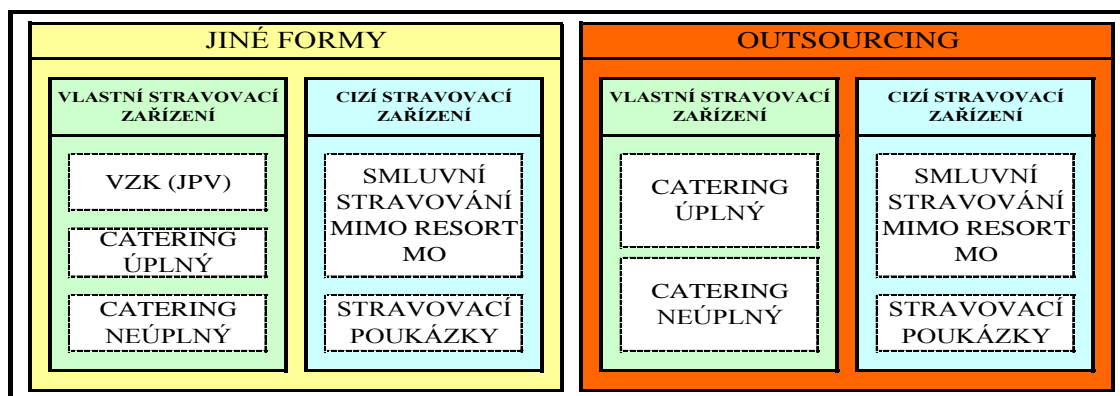 JINÉ FORMY
VLASTNÍ STRAVOVACÍ
ZAŘÍZENÍ
VZK (JPV)
CATERING
ÚPLNÝ
CATERING
NEÚPLNÝ
CIZÍ STRAVOVACÍ
ZAŘÍZENÍ
SMLUVNÍ
STRAVOVÁNÍ
MIMO RESORT
MO
STRAVOVACÍ
POUKÁZKY
OUTSOURCING
VLASTNÍ STRAVOVACÍ
ZAŘÍZENÍ
CATERING
ÚPLNÝ
CATERING
NEÚPLNÝ
CIZÍ STRAVOVACÍ
ZAŘÍZENÍ
SMLUVNÍ
STRAVOVÁNÍ
MIMO RESORT
MO
STRAVOVACÍ
POUKÁZKY